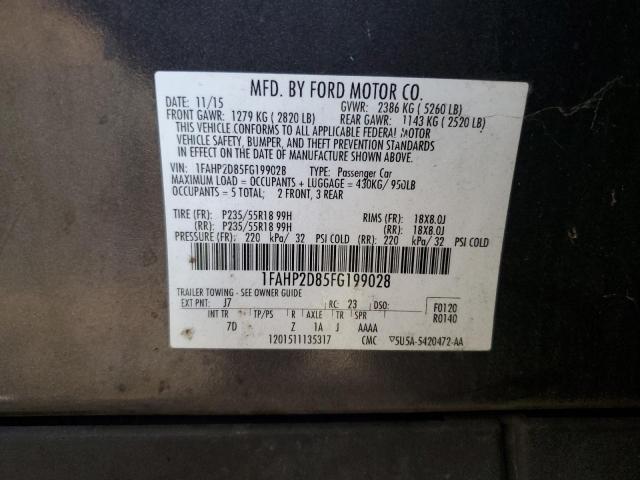 MFD. BY FORD MOTOR CO.
DATE: 11/15 GVWR: 2386 KG ( 5260 LB)
FRONT GAWR: 1279 KG ( 2820 LB) REAR GAWR: 1143 KG ( 2520 LB)
THIS VEHICLE CONFORMS TO ALL APPLICABLE FEDERAL MOTOR
VEHICLE SAFETY, BUMPER, AND THEFT PREVENTION STANDARDS
IN EFFECT ON THE DATE OF MANUFACTURE SHOWN ABOVE.
VIN: 1FAHP2D85FG199028 TYPE: Passenger Car
MAXIMUM LOAD = OCCUPANTS + LUGGAGE = 430KG/ 950LB
OCCUPANTS = 5 TOTAL; 2 FRONT, 3 REAR
TIRE (FR): P235/55R18 99H RIMS (FR): 18X8.0J
(RR): P235/55R18 99H (RR): 18X8.0J
PRESSURE (FR): 220 kPa/ 32 PSI COLD (RR): 220 kPa/ 32 PSI COLD
1FAHP2D85FG199028
TRAILER TOWING - SEE OWNER GUIDE
EXT PNT: J7 RC: 23 DSO: F0120
R0140
INT TR TP/PS R AXLE TR SPR
7D Z 1A J AAAA
1201511135317 CMC ▽5U5A-5420472-AA